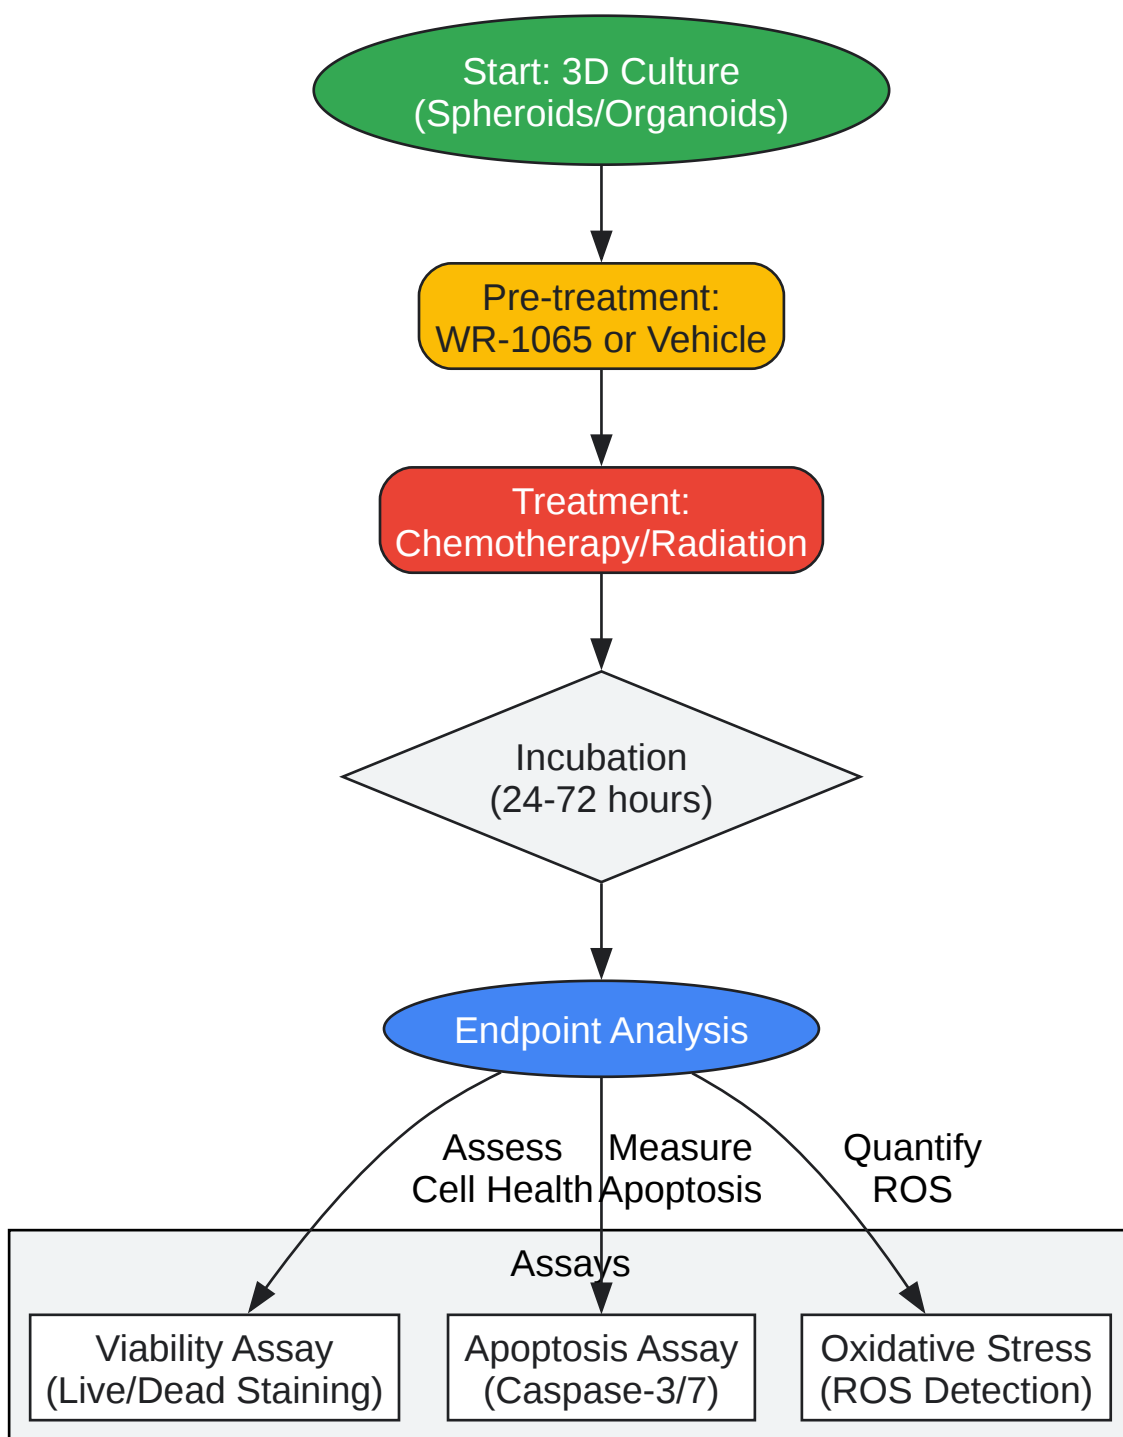 Start: 3D Culture
(Spheroids/Organoids)
Pre-treatment:
WR-1065 or Vehicle
Treatment:
Chemotherapy/Radiation
Incubation
(24-72 hours)
Endpoint Analysis
Assess
Cell Health
Measure
Apoptosis
Quantify
ROS
Assays
Viability Assay
(Live/Dead Staining)
Apoptosis Assay
(Caspase-3/7)
Oxidative Stress
(ROS Detection)